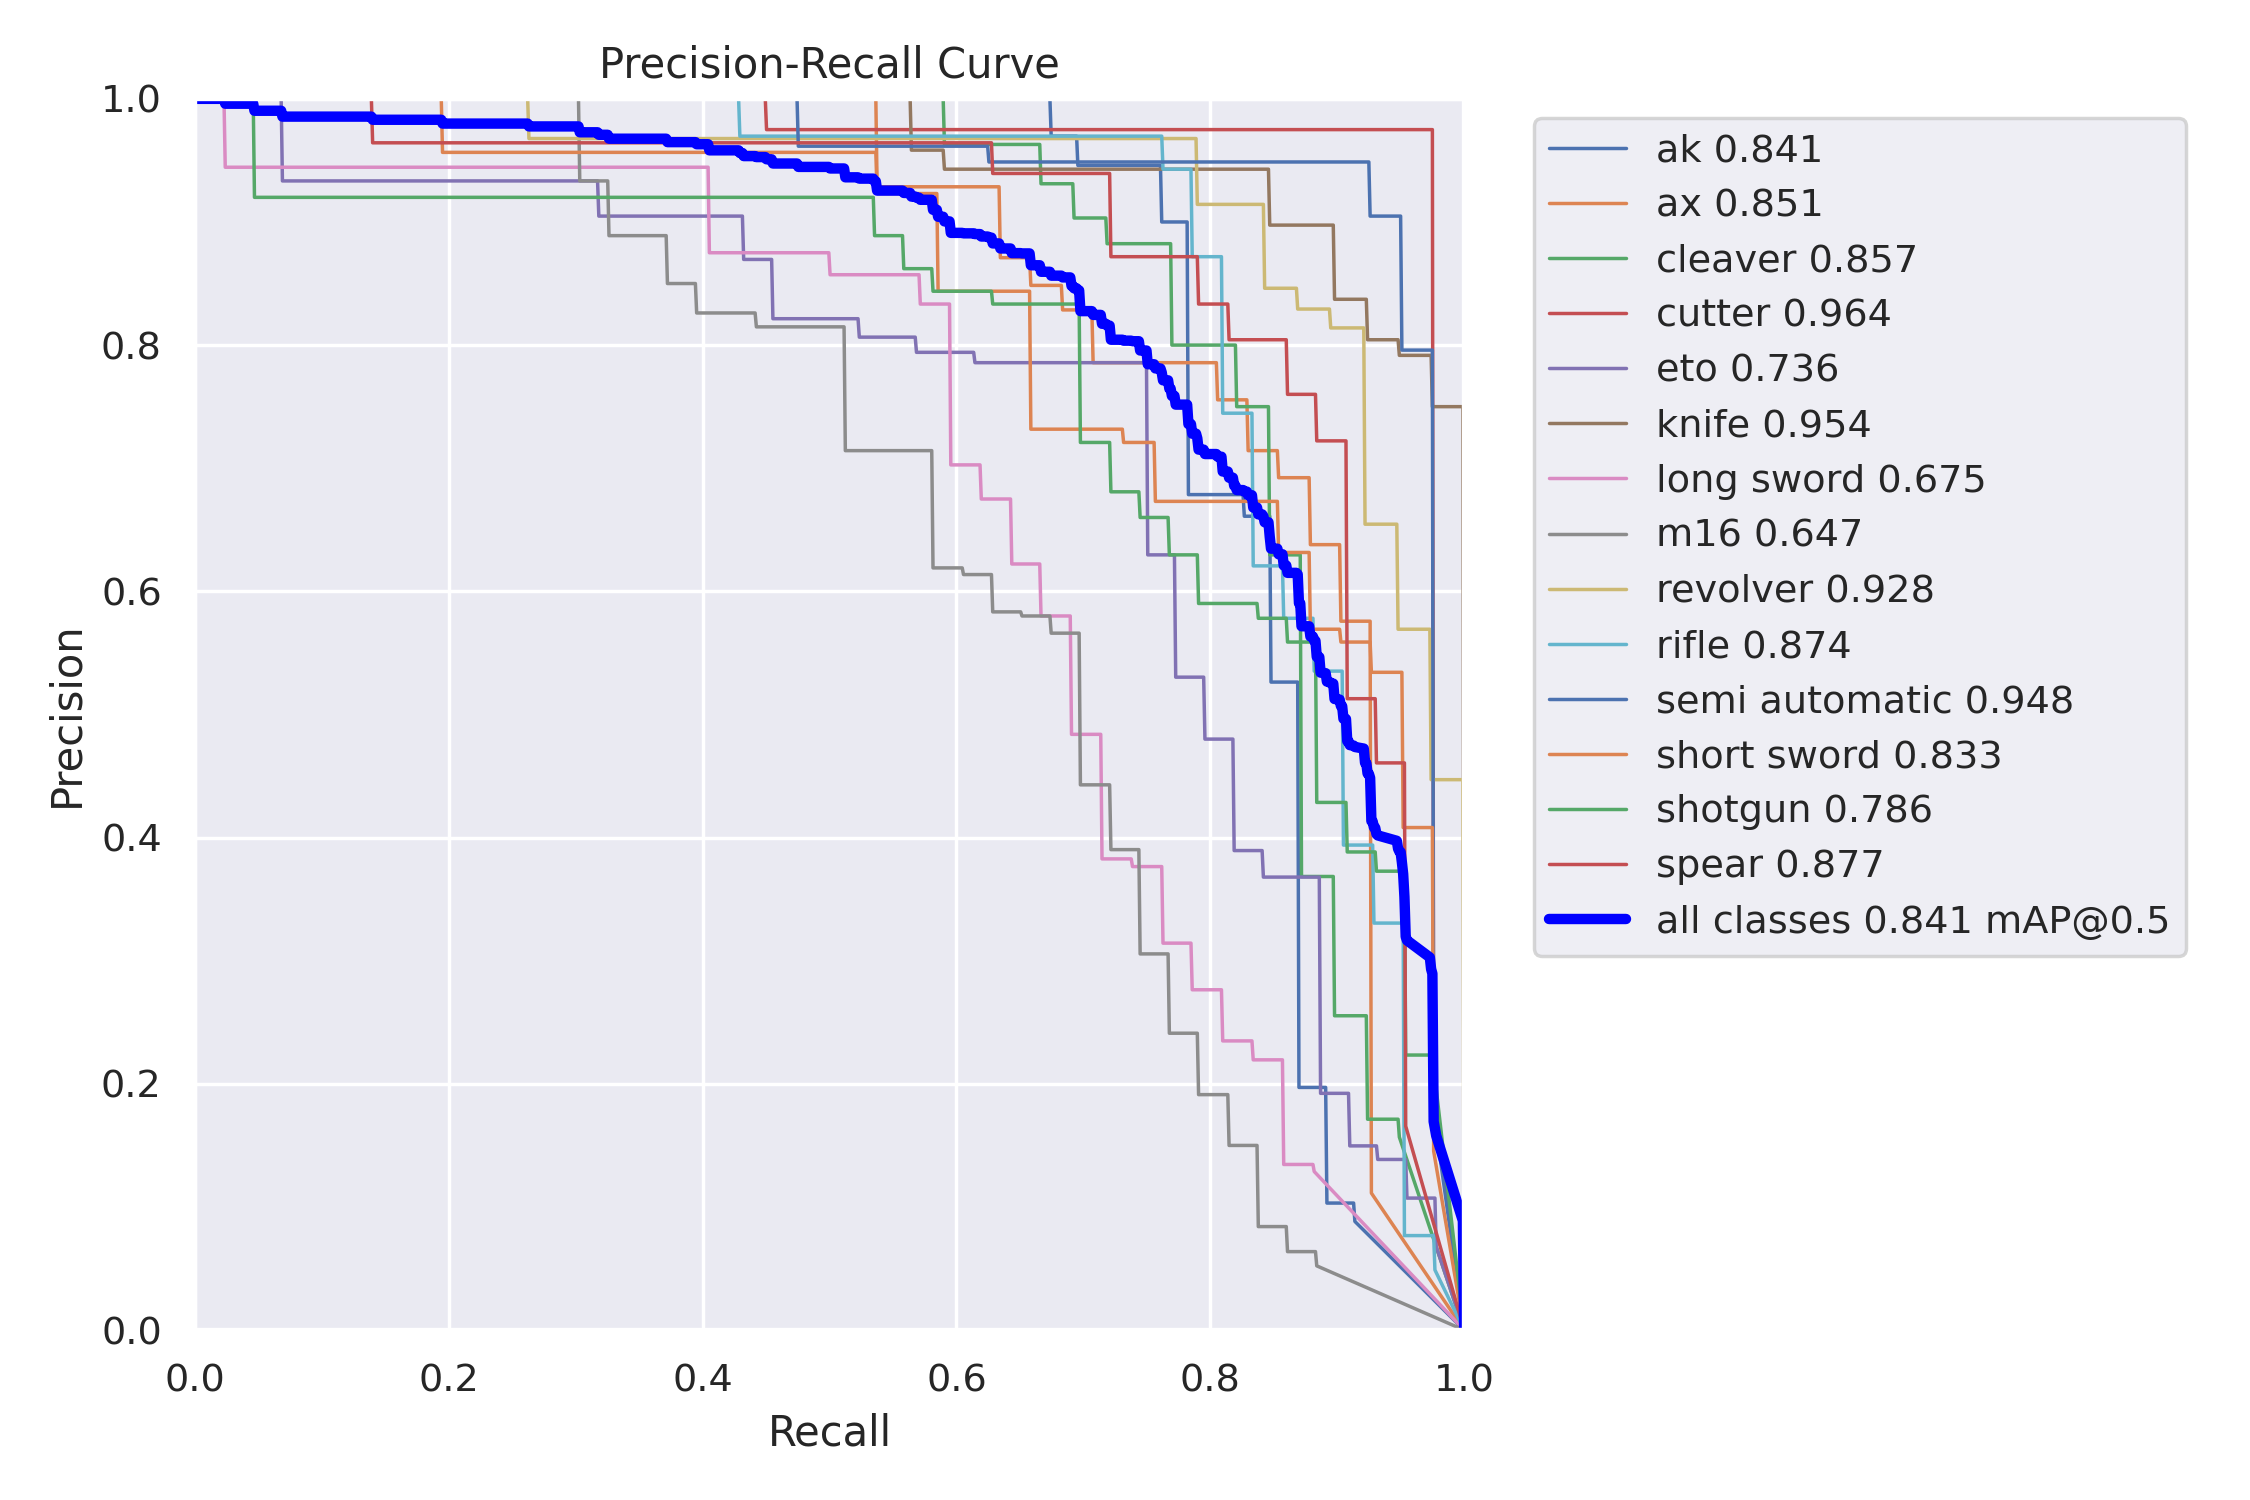 Precision-Recall Curve
1.0
0.8
0.6
0.4
0.2
0.0
Precision
0.0 0.2 0.4 0.6 0.8 1.0
Recall
ak 0.841
ax 0.851
cleaver 0.857
cutter 0.964
eto 0.736
knife 0.954
long sword 0.675
m16 0.647
revolver 0.928
rifle 0.874
semi automatic 0.948
short sword 0.833
shotgun 0.786
spear 0.877
all classes 0.841 mAP@0.5